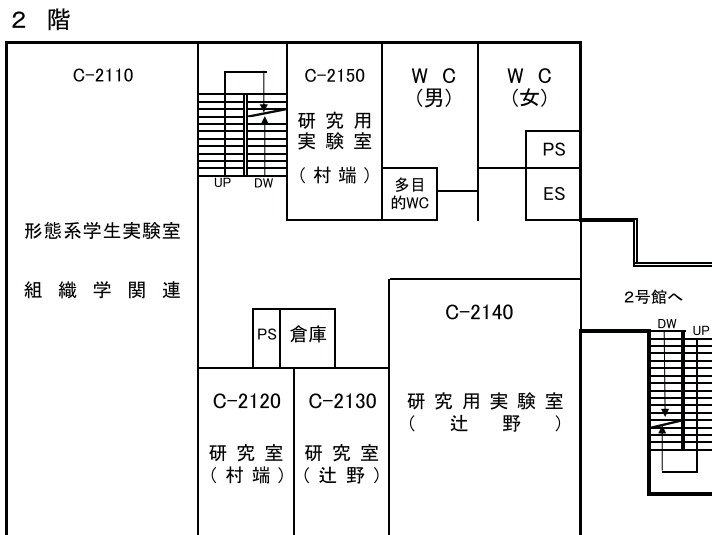 2 階
C-2110
形態系学生実験室
組織学関連
UP
DW
C-2150
研究用
実験室
(村端)
WC
(男)
WC
(女)
PS
ES
多目
的WC
2号館へ
DW
UP
PS
倉庫
C-2140
研究用実験室
(辻野)
C-2120
研究室
(村端)
C-2130
研究室
(辻野)